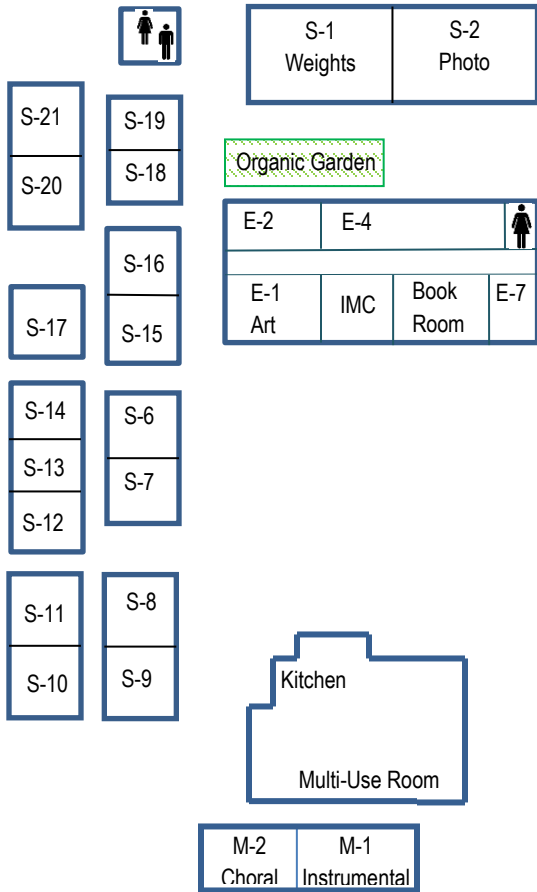 S-1
Weights
S-2
Photo
S-21
S-20
S-19
S-18
Organic Garden
E-2
E-4
S-16
S-15
S-17
E-1
Art
IMC
Book
Room
E-7
S-14
S-13
S-12
S-6
S-7
S-11
S-10
S-8
S-9
Kitchen
Multi-Use Room
M-2
Choral
M-1
Instrumental